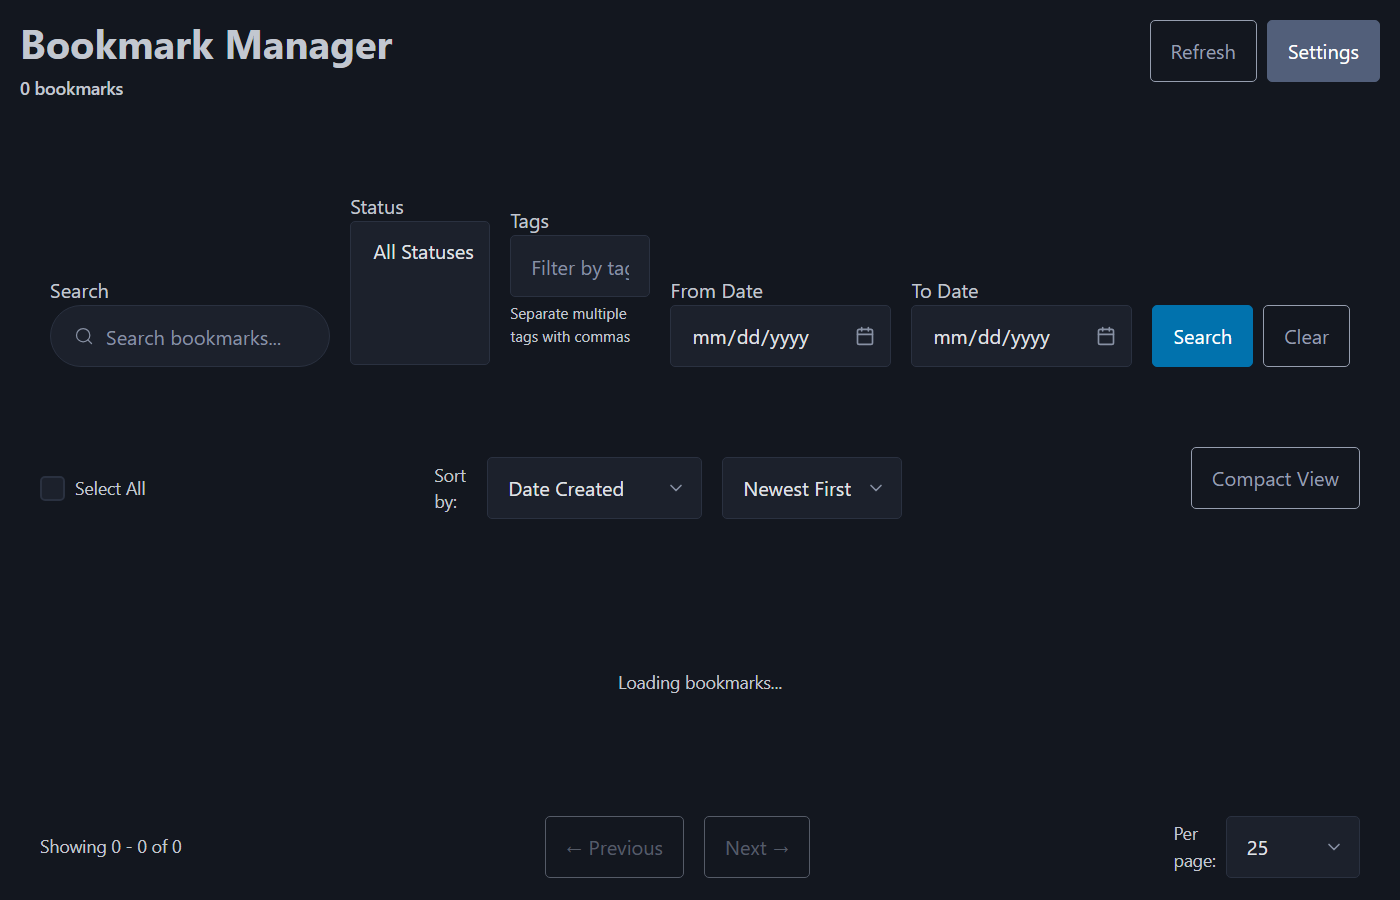 Bookmark Manager
0 bookmarks
Refresh
Settings
Status
All Statuses
Tags
Filter by tag
Separate multiple
tags with commas
Search
Search bookmarks...
From Date
mm/dd/yyyy
To Date
mm/dd/yyyy
Search
Clear
Select All
Sort
by:
Date Created
Newest First
Compact View
Loading bookmarks...
Showing 0 - 0 of 0
← Previous
Next →
Per
page:
25